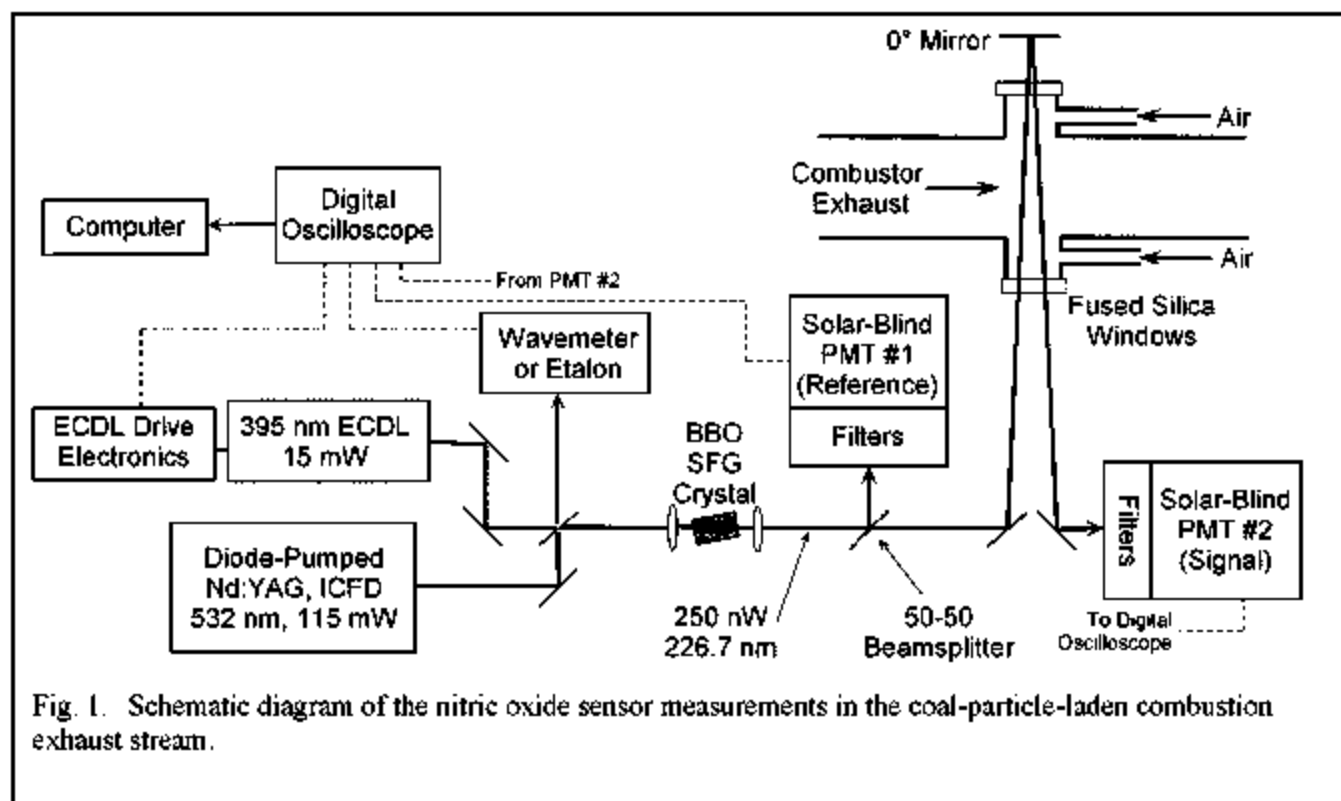 0° Mirror
Air
Combustor
Exhaust
Air
Fused Silica
Windows
Computer
Digital
Oscilloscope
From PMT #2
Wavemeter
or Etalon
Solar-Blind
PMT #1
(Reference)
Filters
ECDL Drive
Electronics
395 nm ECDL
15 mW
BBO
SFG
Crystal
Diode-Pumped
Nd:YAG, ICFD
532 nm, 115 mW
250 nW
226.7 nm
50-50
Beamsplitter
Filters
Solar-Blind
PMT #2
(Signal)
To Digital
Oscilloscope
Fig. 1. Schematic diagram of the nitric oxide sensor measurements in the coal-particle-laden combustion
exhaust stream.